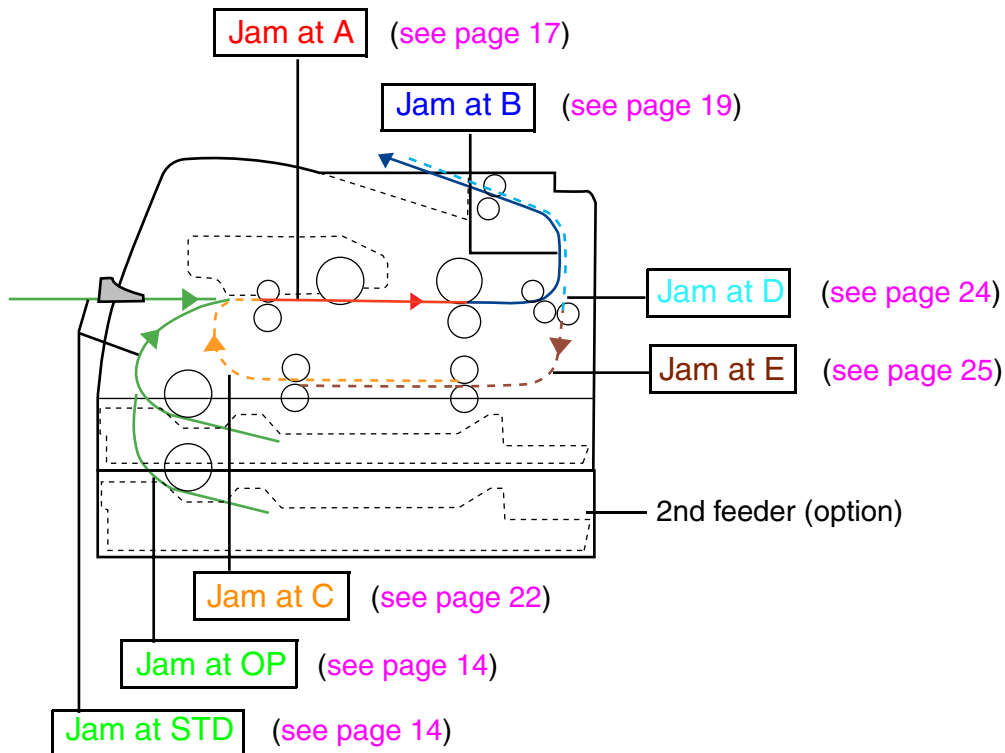 Jam at A (see page 17)
Jam at B (see page 19)
Jam at D (see page 24)
Jam at E (see page 25)
2nd feeder (option)
Jam at C (see page 22)
Jam at OP (see page 14)
Jam at STD (see page 14)